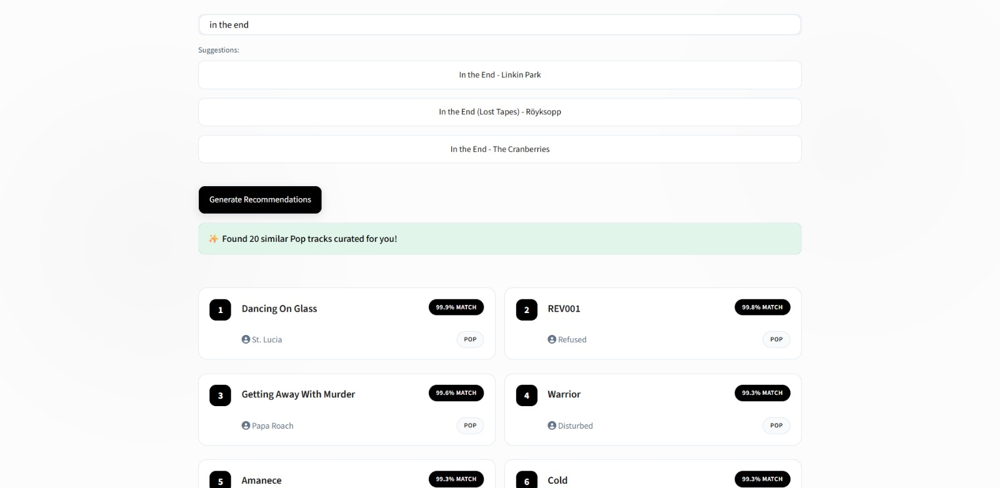 in the end
Suggestions:
In the End - Linkin Park
In the End (Lost Tapes) - Röyksopp
In the End - The Cranberries
Generate Recommendations
✨ Found 20 similar Pop tracks curated for you!
1 Dancing On Glass 99.9% MATCH
St. Lucia POP
2 REV001 99.8% MATCH
Refused POP
3 Getting Away With Murder 99.6% MATCH
Papa Roach POP
4 Warrior 99.3% MATCH
Disturbed POP
5 Amanece 99.3% MATCH
6 Cold 99.3% MATCH